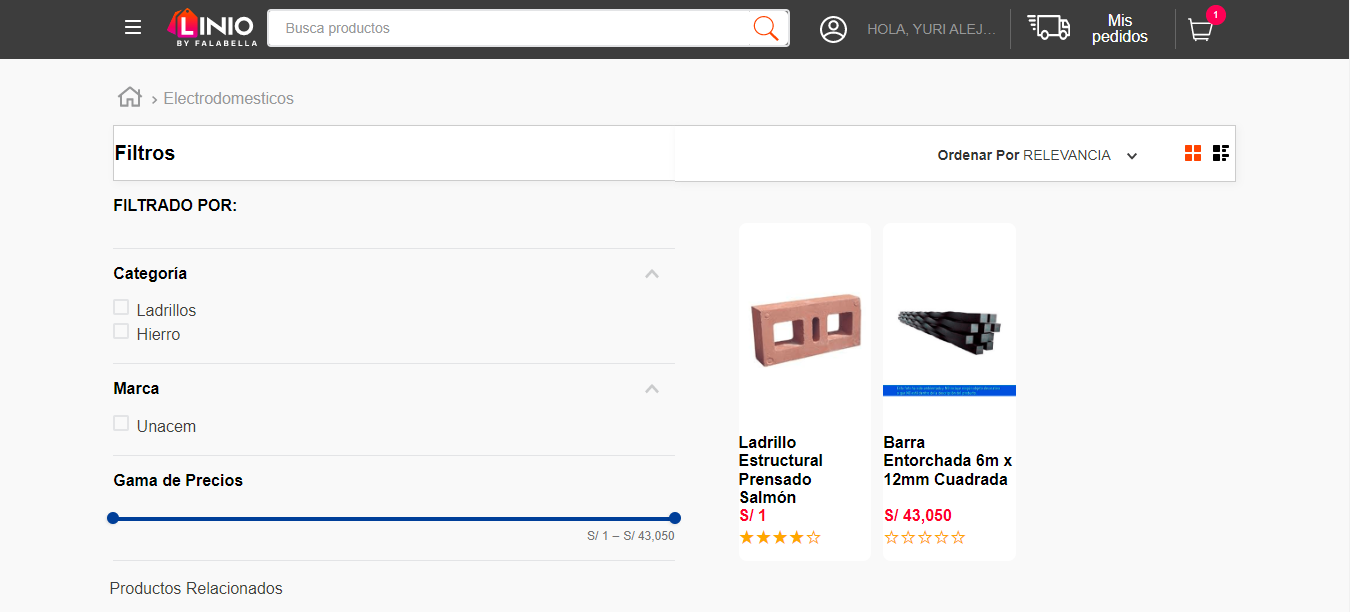 LINIO
BY FALABELLA
Busca productos
HOLA, YURI ALEJ...
Mis
pedidos
1
› Electrodomesticos
Filtros
Ordenar Por RELEVANCIA
FILTRADO POR:
Categoría
Ladrillos
Hierro
Marca
Unacem
Gama de Precios
S/ 1 – S/ 43,050
Productos Relacionados
Ladrillo
Estructural
Prensado
Salmón
S/ 1
Barra
Entorchada 6m x
12mm Cuadrada
S/ 43,050